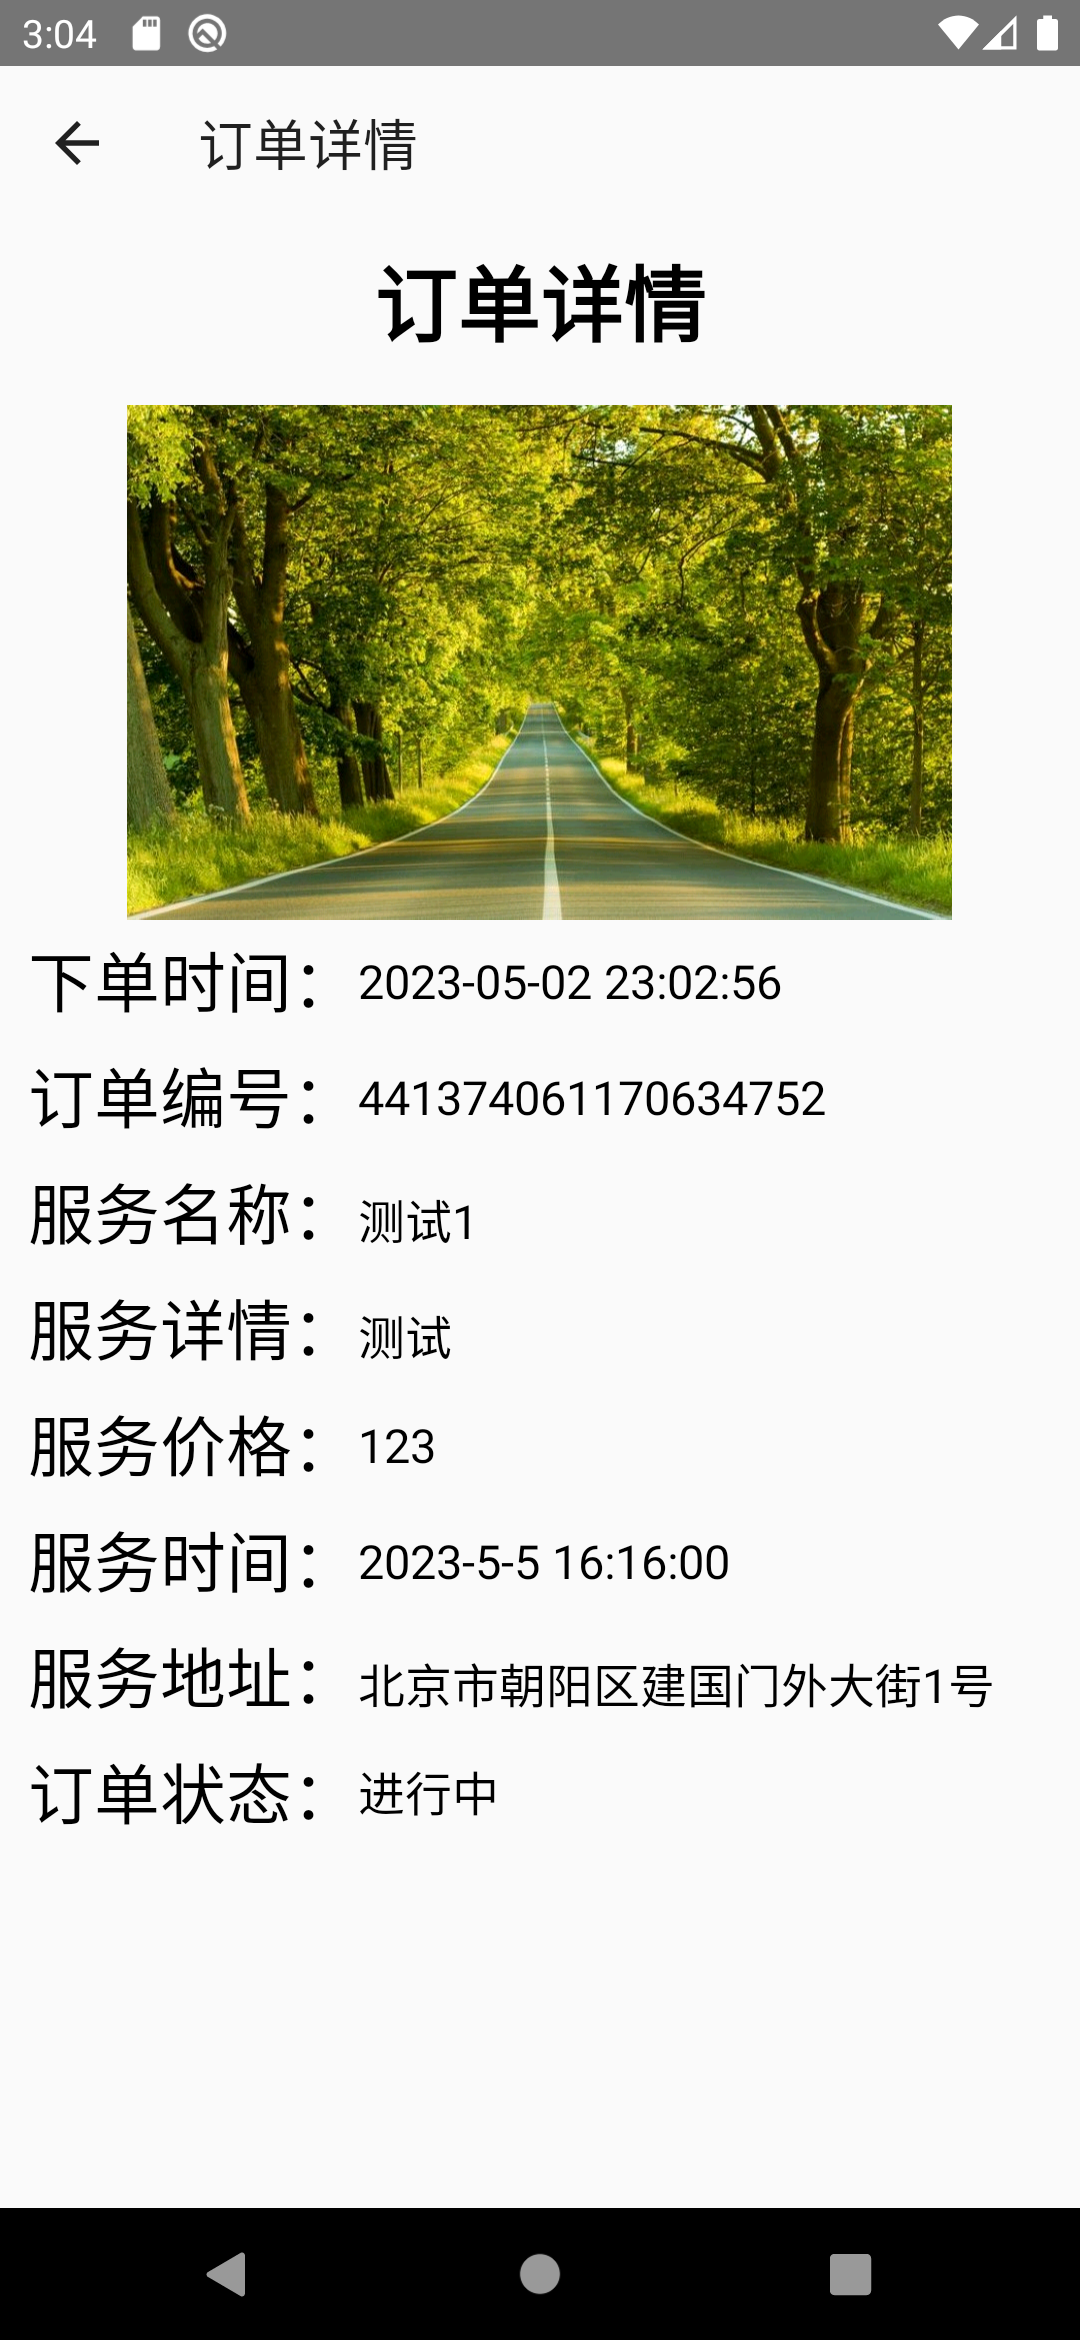 3:04
订单详情
订单详情
下单时间：2023-05-02 23:02:56
订单编号：441374061170634752
服务名称：测试1
服务详情：测试
服务价格：123
服务时间：2023-5-5 16:16:00
服务地址：北京市朝阳区建国门外大街1号
订单状态：进行中